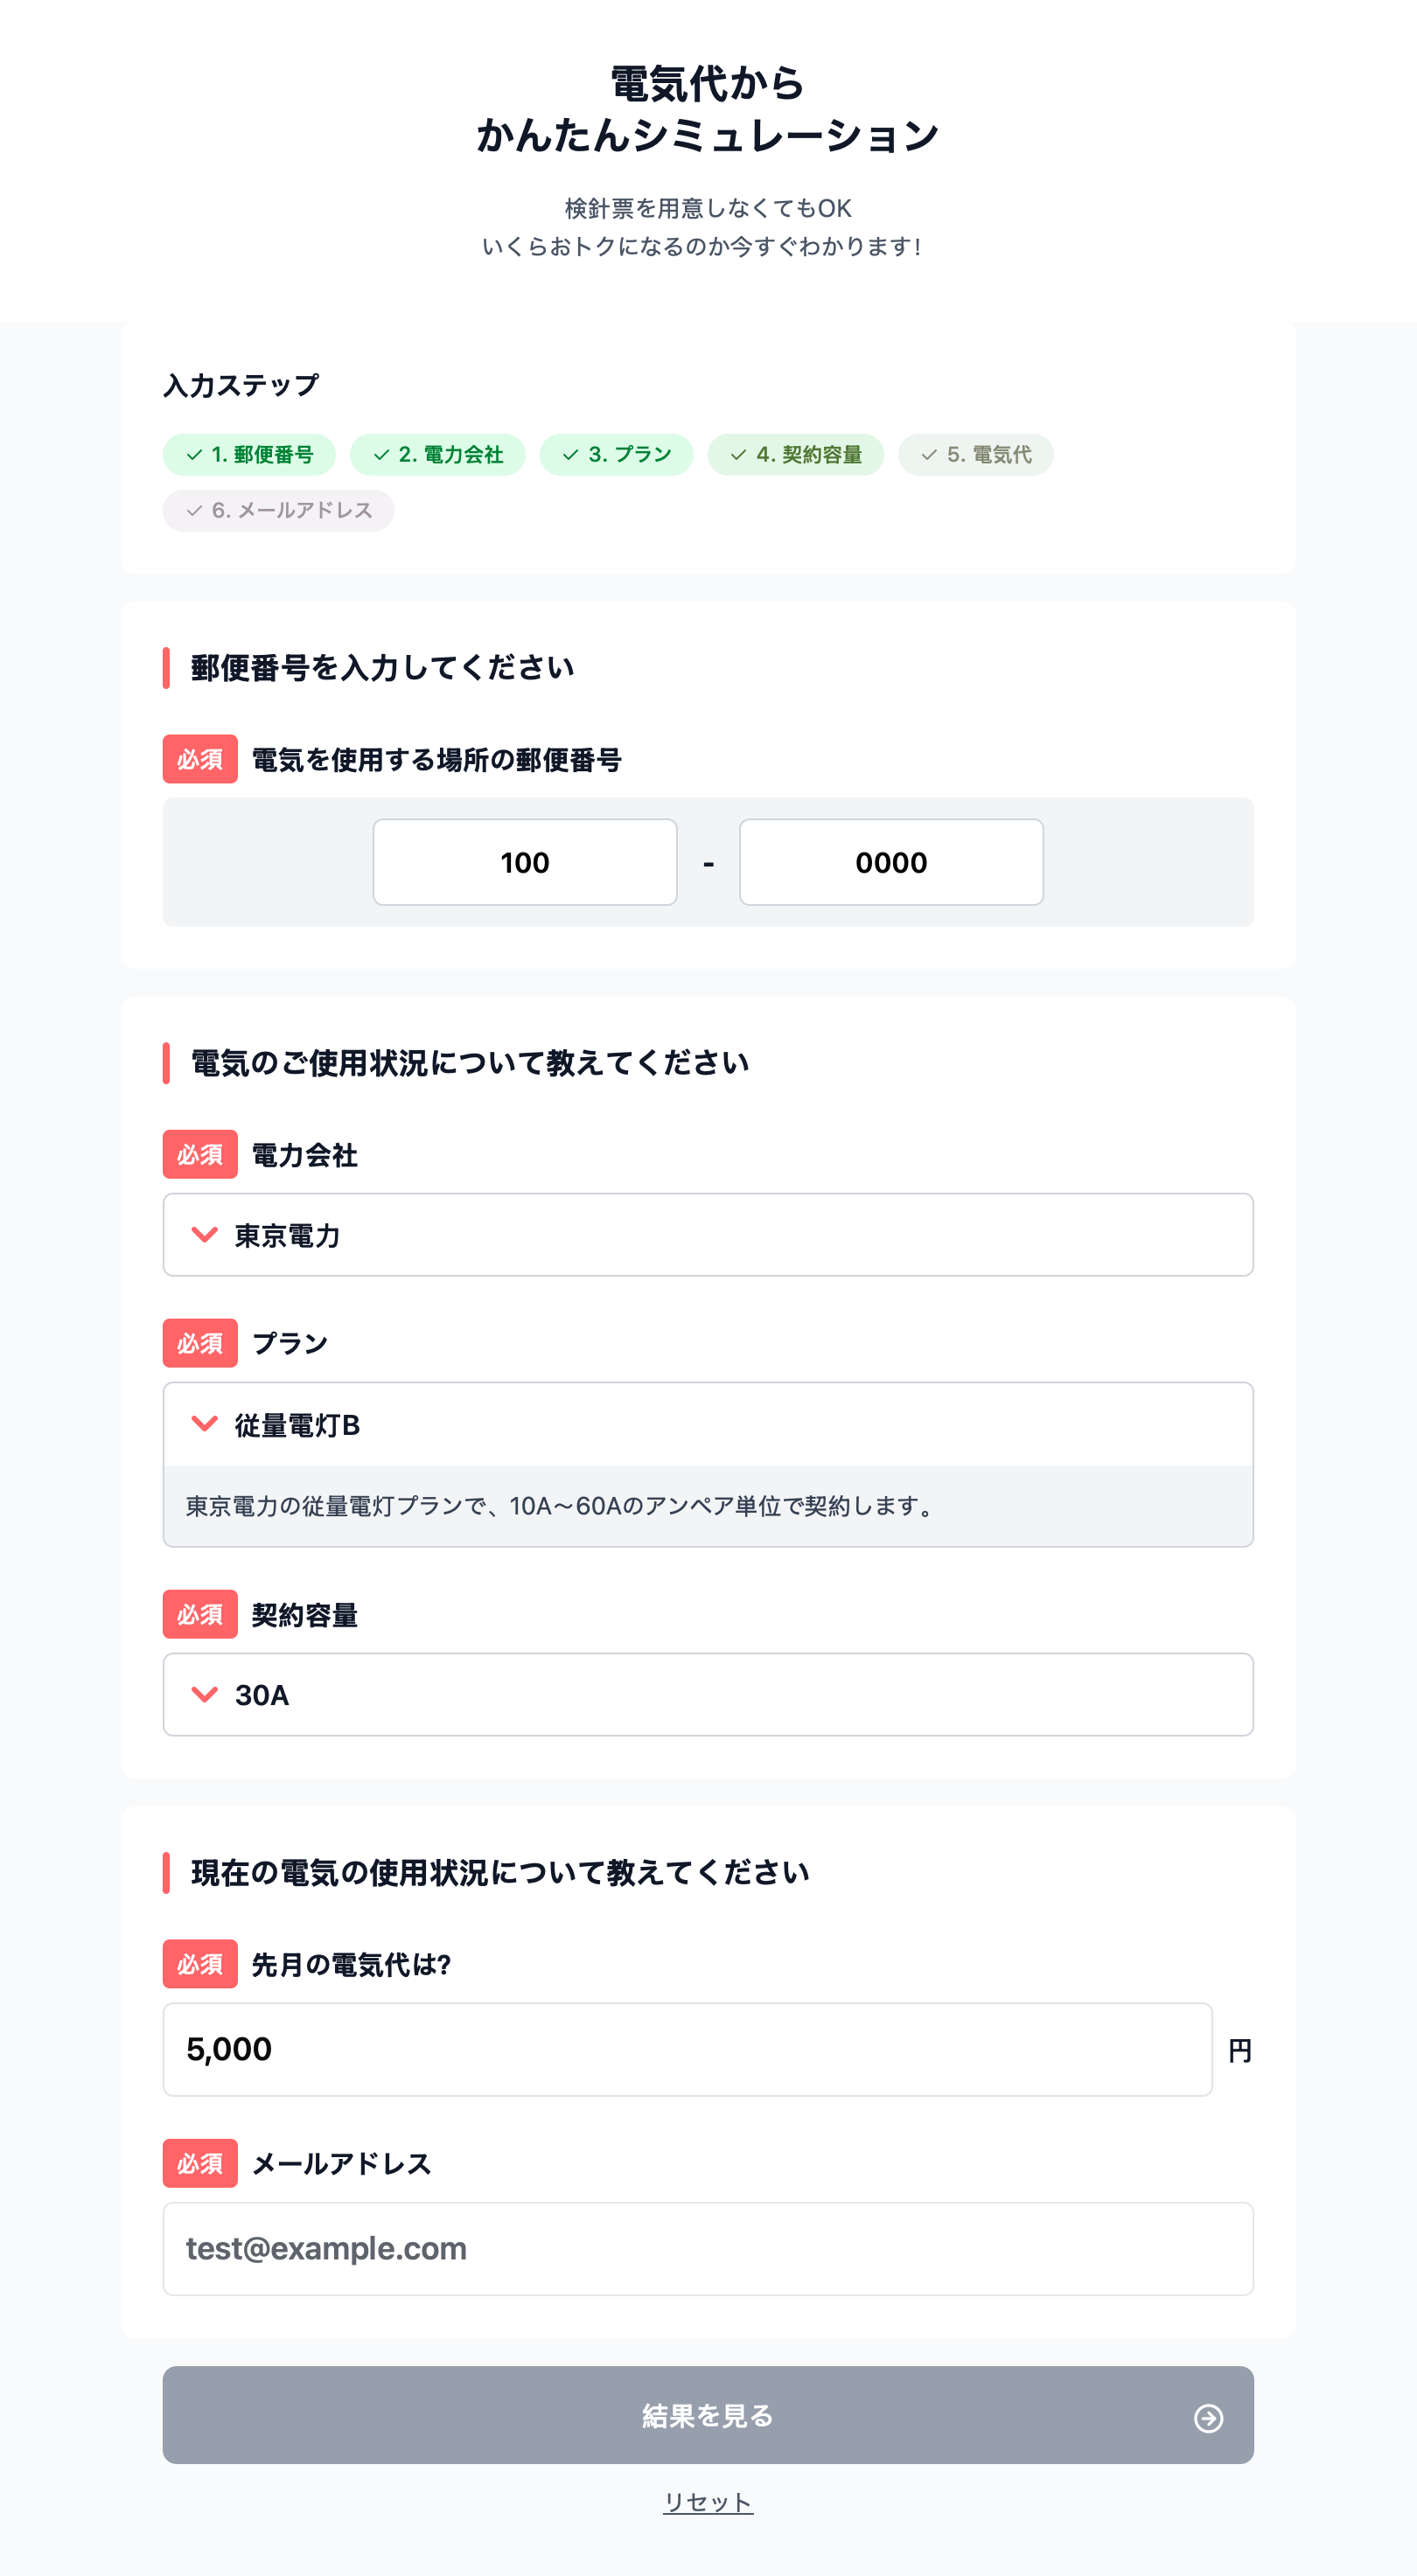 電気代から
かんたんシミュレーション
検針票を用意しなくてもOK
いくらおトクになるのか今すぐわかります!
入力ステップ
1. 郵便番号
2. 電力会社
3. プラン
4. 契約容量
5. 電気代
6. メールアドレス
郵便番号を入力してください
必須 電気を使用する場所の郵便番号
100 - 0000
電気のご使用状況について教えてください
必須 電力会社
東京電力
必須 プラン
従量電灯B
東京電力の従量電灯プランで、10A〜60Aのアンペア単位で契約します。
必須 契約容量
30A
現在の電気の使用状況について教えてください
必須 先月の電気代は?
5,000 円
必須 メールアドレス
test@example.com
結果を見る
リセット